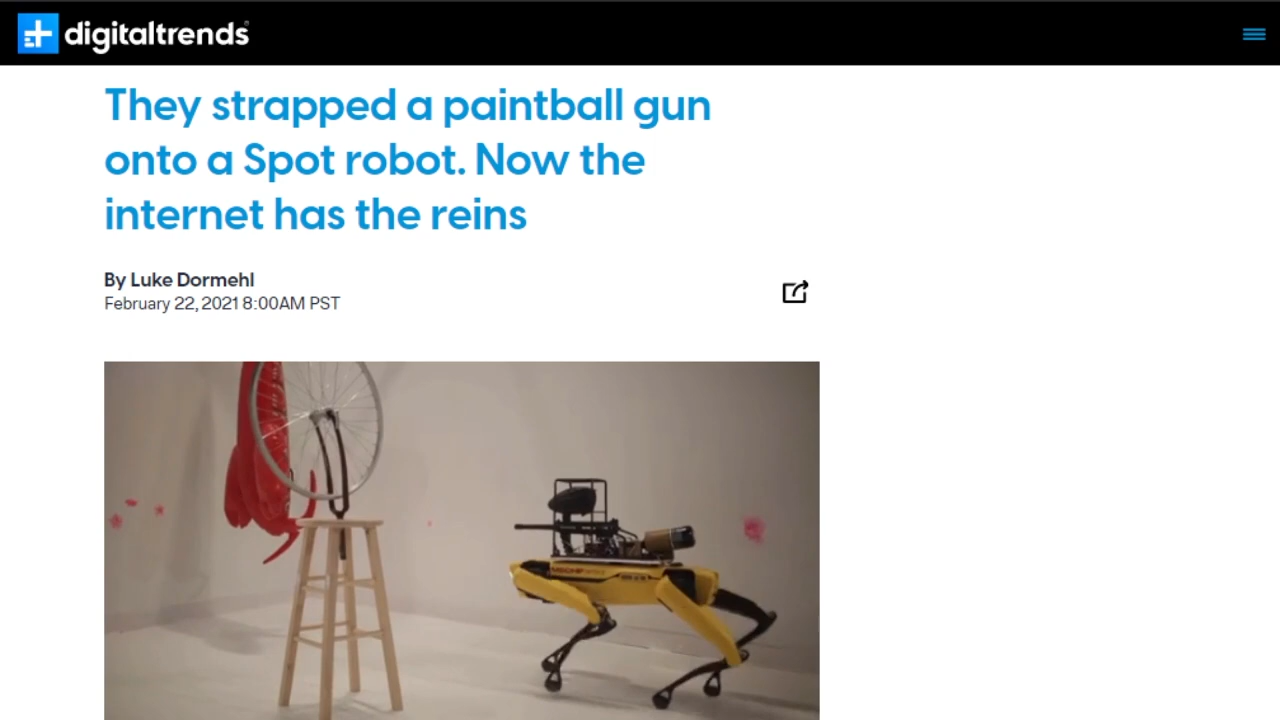 digitaltrends
They strapped a paintball gun
onto a Spot robot. Now the
internet has the reins
By Luke Dormehl
February 22, 2021 8:00AM PST
MSCHF